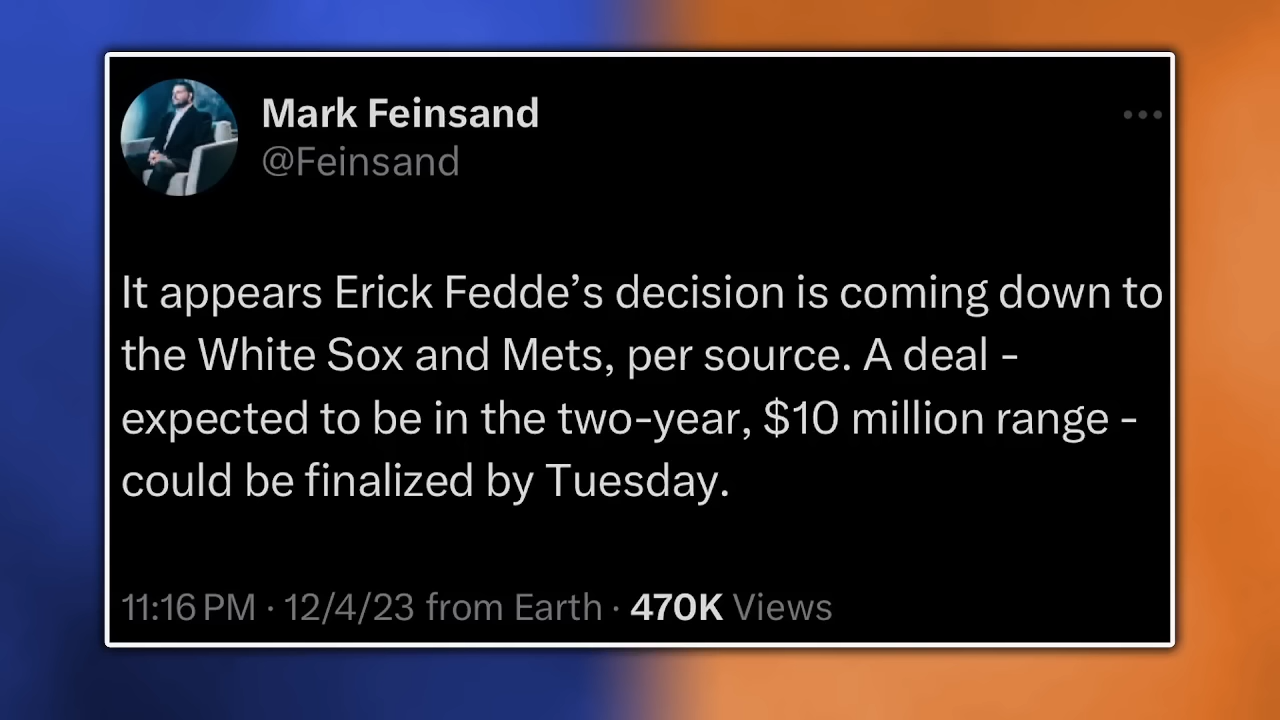 Mark Feinsand
@Feinsand
It appears Erick Fedde’s decision is coming down to
the White Sox and Mets, per source. A deal -
expected to be in the two-year, $10 million range -
could be finalized by Tuesday.
11:16 PM · 12/4/23 from Earth · 470K Views